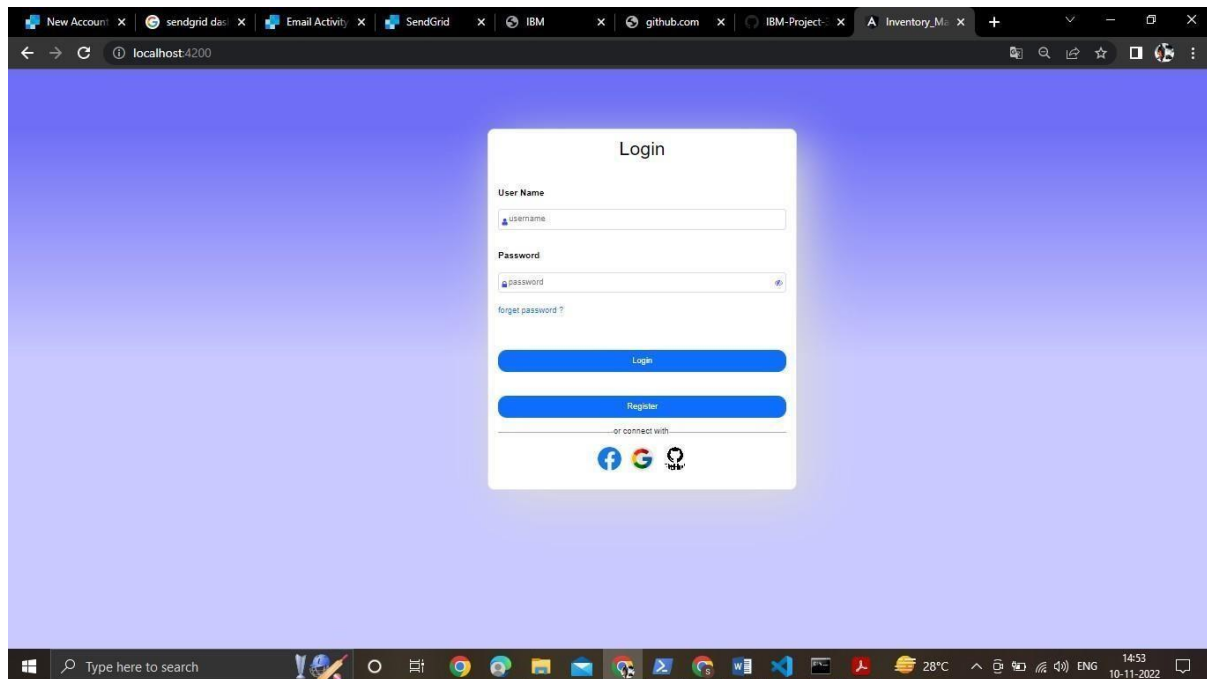 New Account
sendgrid das
Email Activity
SendGrid
IBM
github.com
IBM-Project-
Inventory_Ma
localhost:4200
Login
User Name
username
Password
password
forget password ?
Login
Register
or connect with
Type here to search
28°C
ENG
14:53
10-11-2022